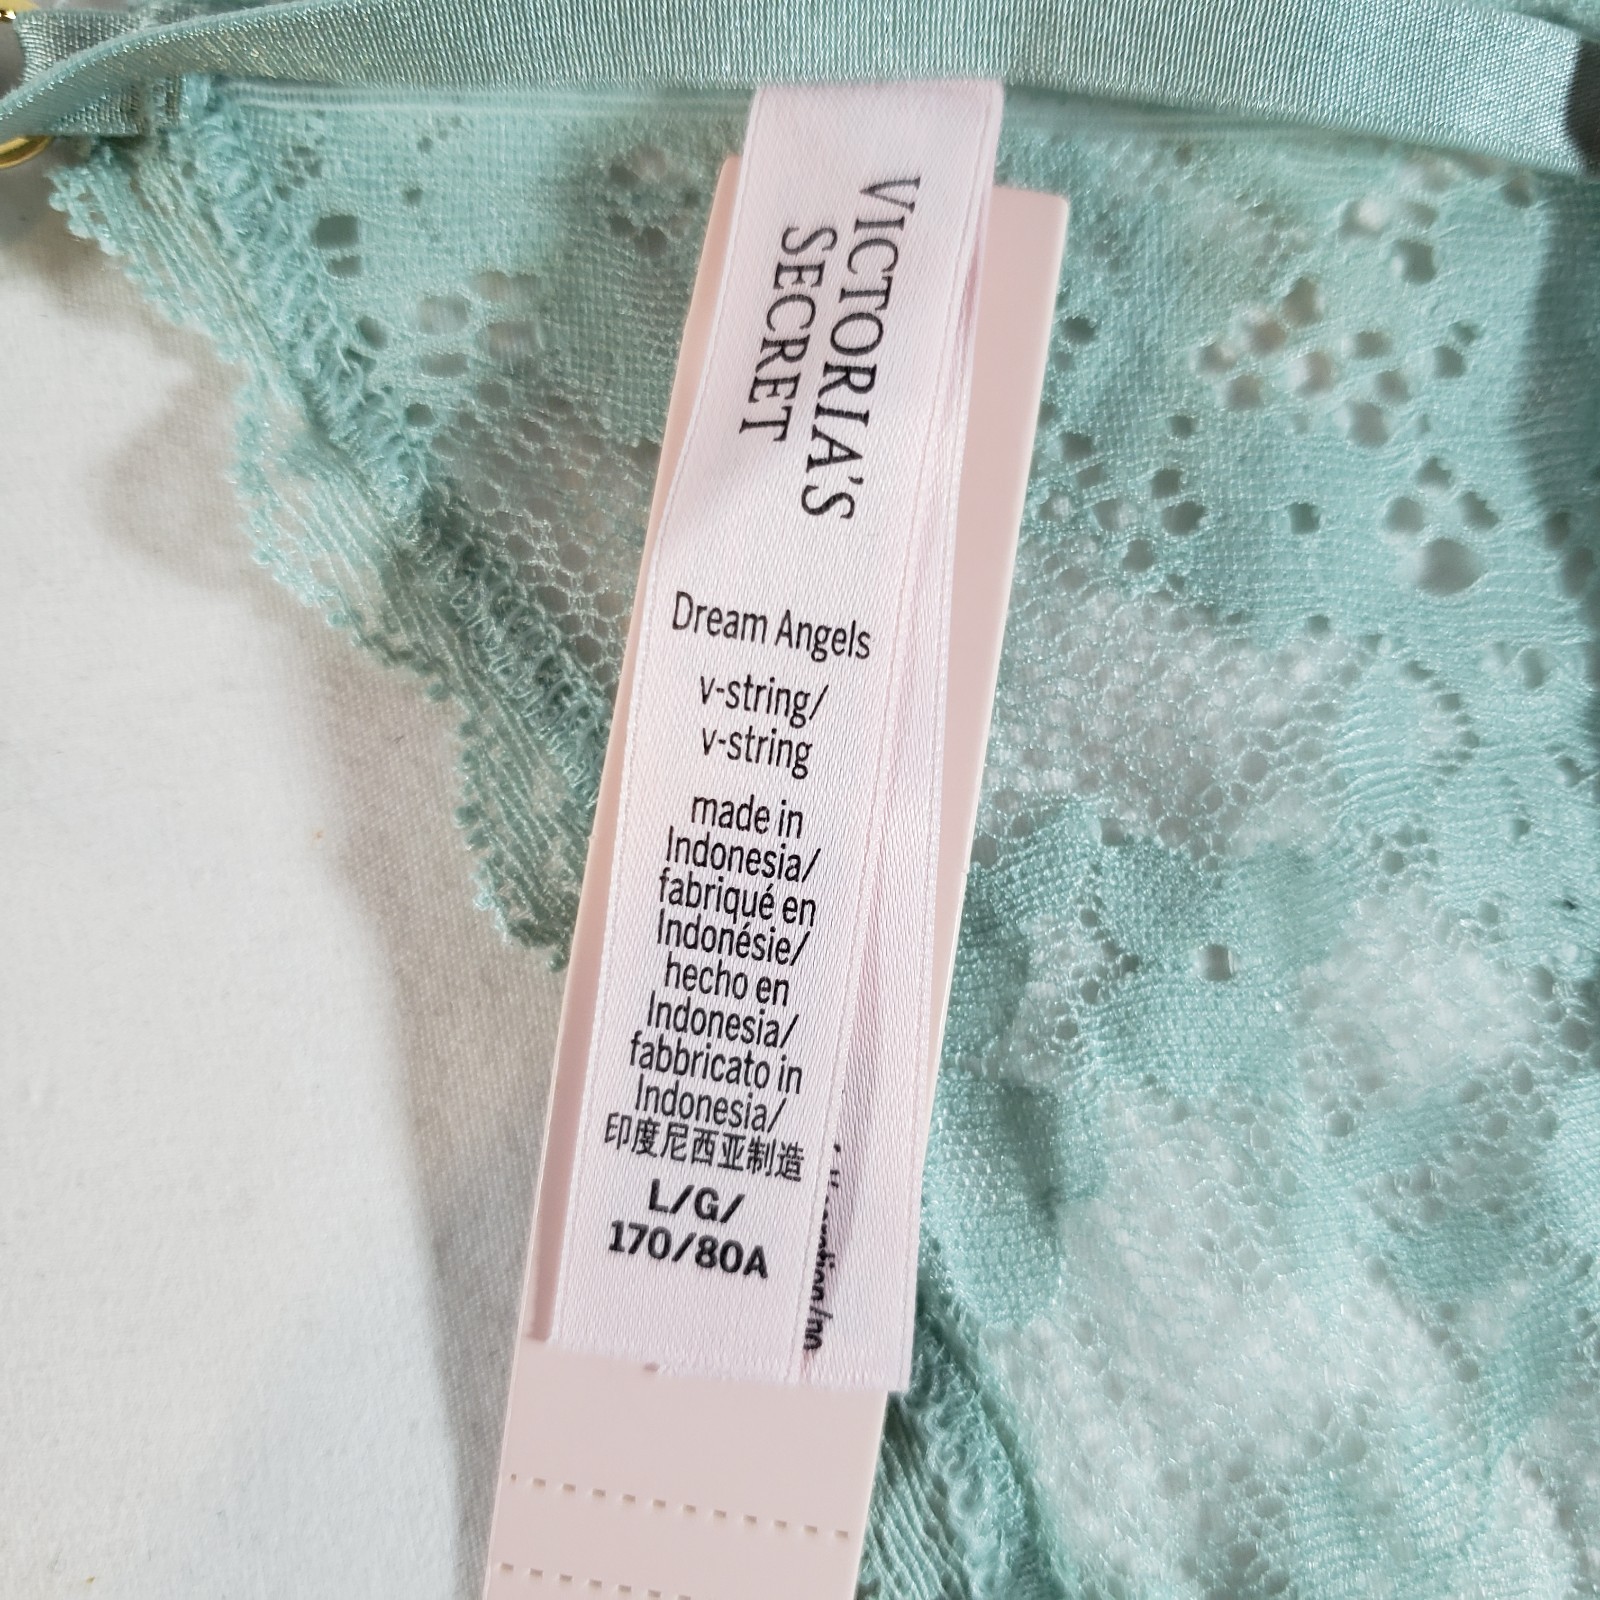 VICTORIA'S
SECRET
Dream Angels
v-string/
v-string
made in
Indonesia/
fabriqué en
Indonésie/
hecho en
Indonesia/
fabbricato in
Indonesia/
印度尼西亚制造
L/G/
170/80A